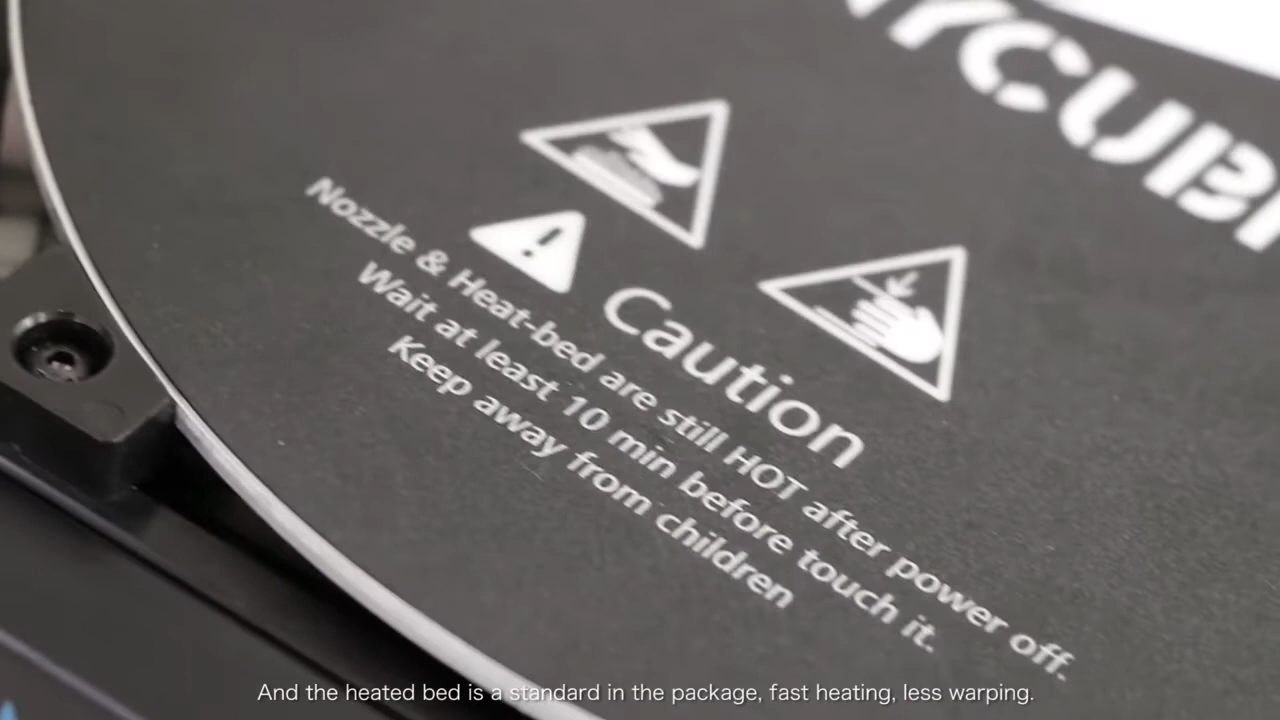 YCUB
Caution
Nozzle & Heat-bed are still HOT after power off.
Wait at least 10 min before touch it.
Keep away from children
And the heated bed is a standard in the package, fast heating, less warping.